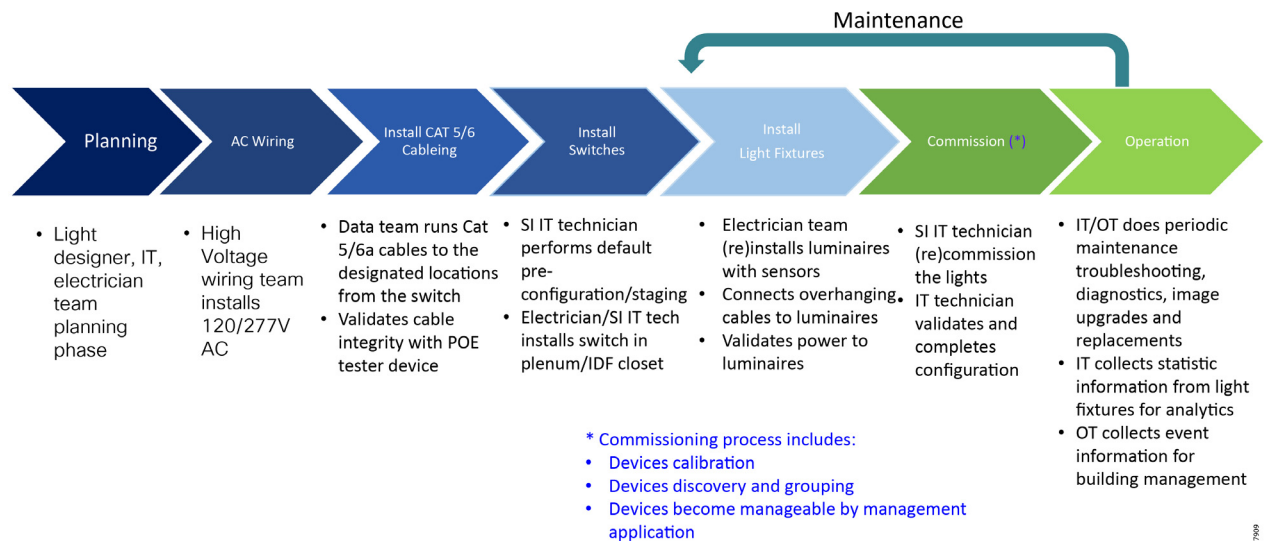 Maintenance
Planning
AC Wiring
Install CAT 5/6
Cableing
Install
Switches
Install
Light Fixtures
Commission (*)
Operation
• Light
designer, IT,
electrician
team
planning
phase
• High
Voltage
wiring team
installs
120/277V
AC
• Data team runs Cat
5/6a cables to the
designated locations
from the switch
• Validates cable
integrity with POE
tester device
• SI IT technician
performs default
pre-
configuration/staging
• Electrician/SI IT tech
installs switch in
plenum/IDF closet
• Electrician team
(re)installs luminaires
with sensors
• Connects overhanging
cables to luminaires
• Validates power to
luminaires
• SI IT technician
(re)commission
the lights
• IT technician
validates and
completes
configuration
• IT/OT does periodic
maintenance
troubleshooting,
diagnostics, image
upgrades and
replacements
• IT collects statistic
information from light
fixtures for analytics
• OT collects event
information for
building management
* Commissioning process includes:
• Devices calibration
• Devices discovery and grouping
• Devices become manageable by management
application
7909